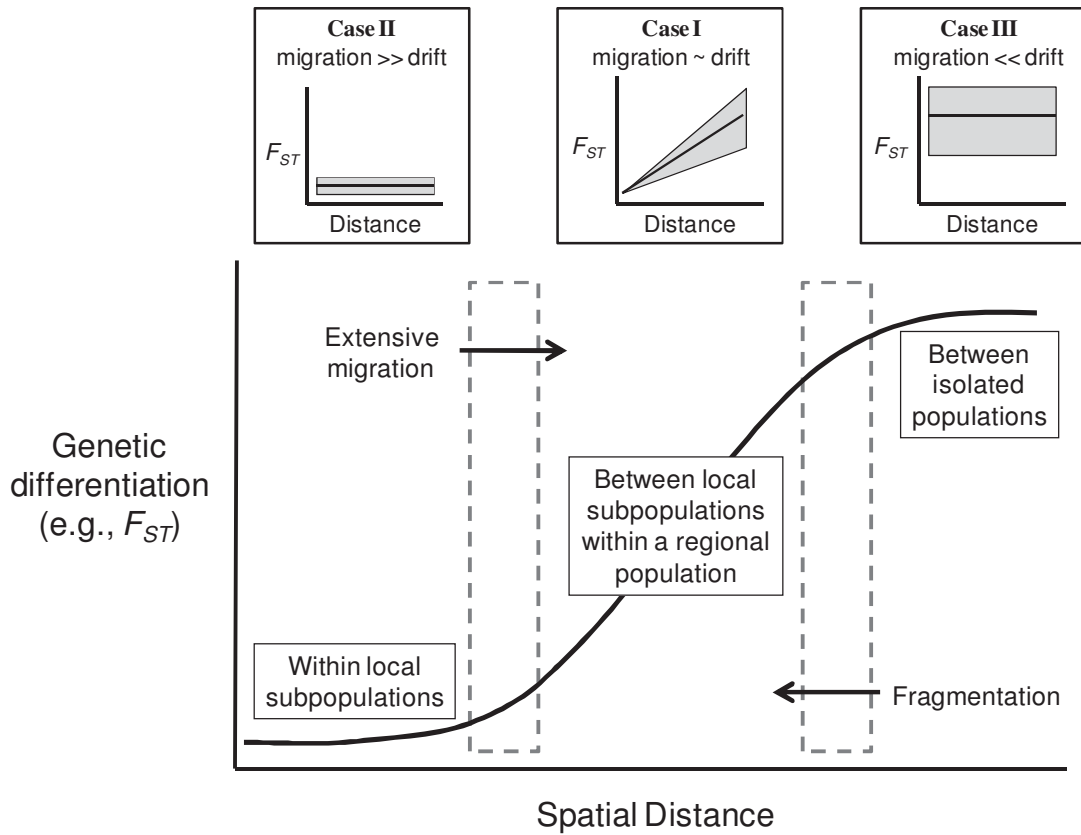 Case II
migration >> drift
F_ST
Distance
Case I
migration ~ drift
F_ST
Distance
Case III
migration << drift
F_ST
Distance
Extensive
migration
Between
isolated
populations
Genetic
differentiation
(e.g., F_ST)
Between local
subpopulations
within a regional
population
Within local
subpopulations
Fragmentation
Spatial Distance